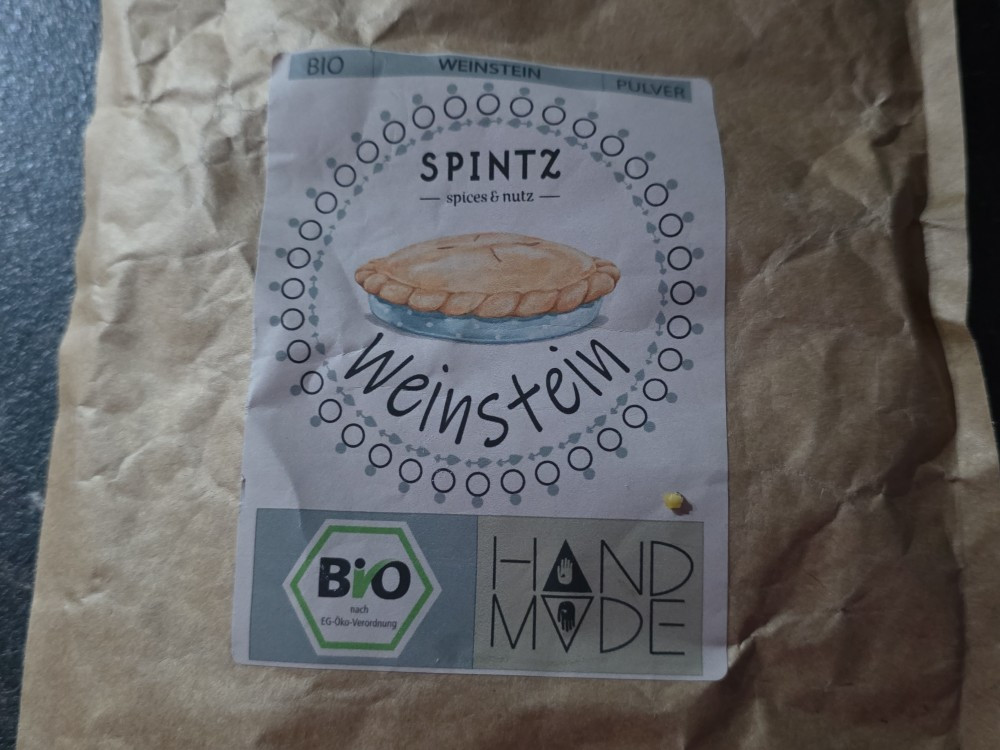 BIO WEINSTEIN PULVER
SPINTZ
spices & nutz
Weinstein
BiO
nach
EG-Öko-Verordnung
HAND
MADE